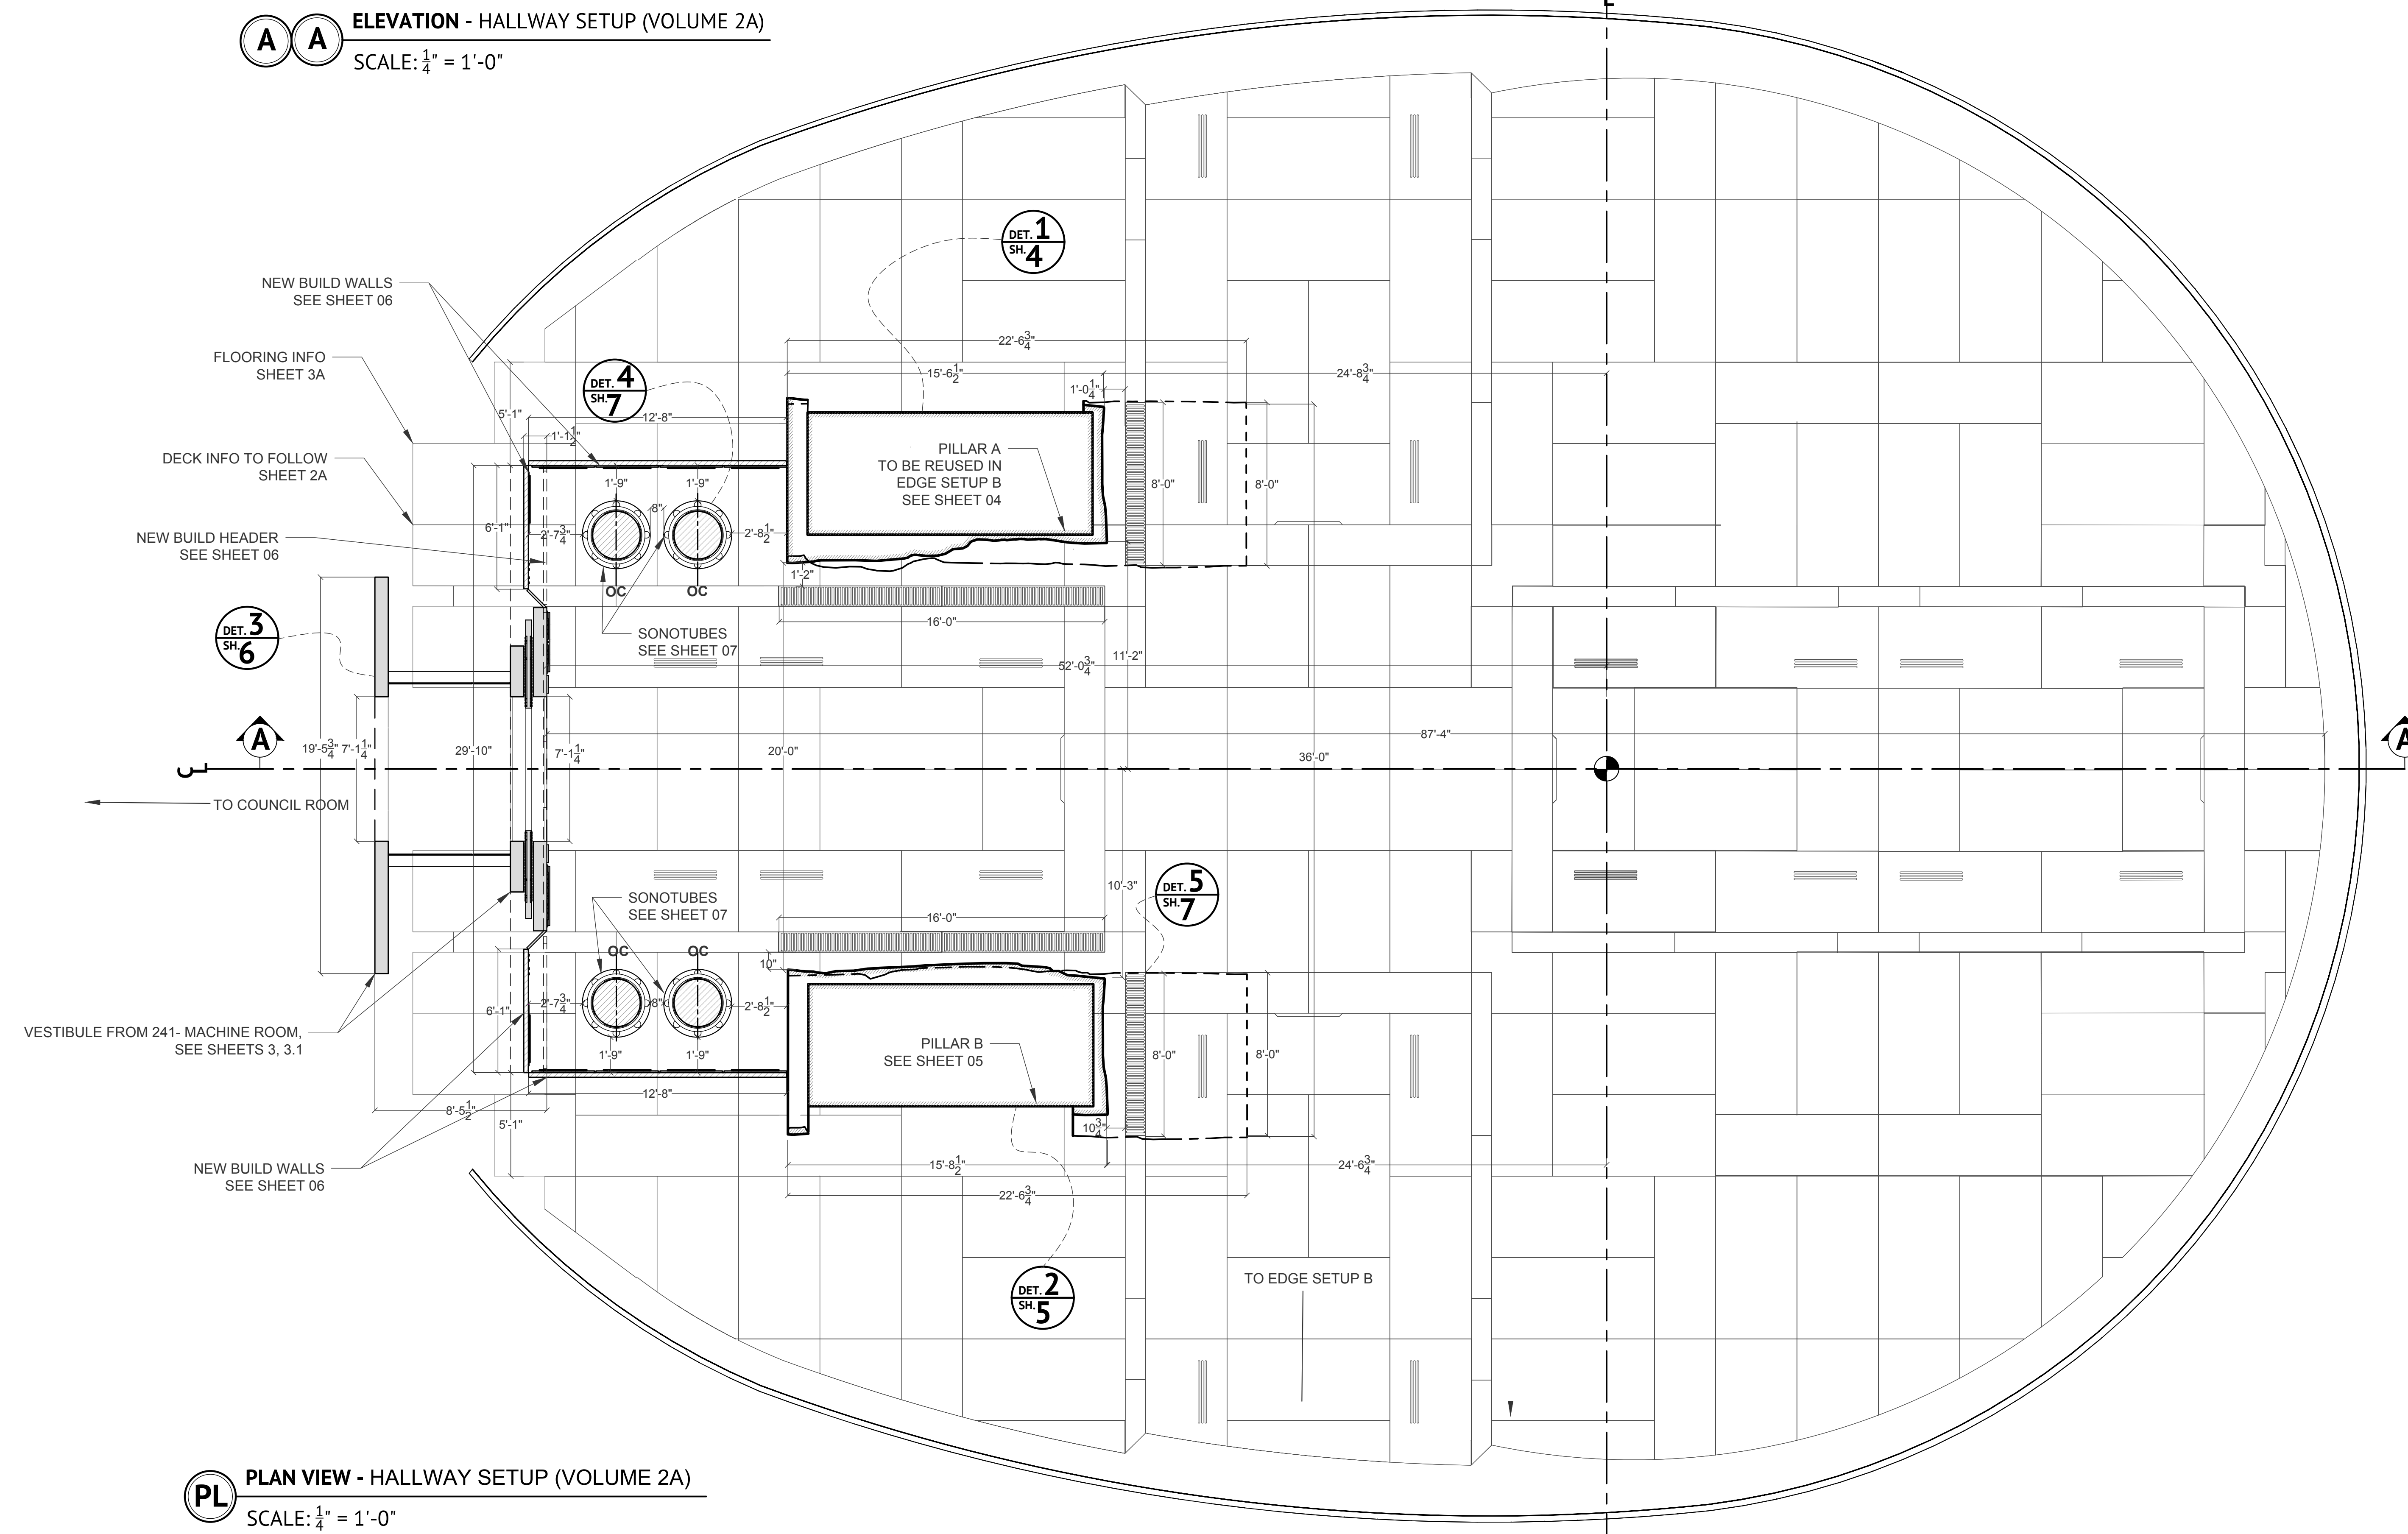 A A ELEVATION - HALLWAY SETUP (VOLUME 2A)
SCALE: 1/4" = 1'-0"
DET. 1
SH. 4
NEW BUILD WALLS
SEE SHEET 06
22'-6 3/4"
FLOORING INFO
SHEET 3A
15'-6 1/2"
24'-8 3/4"
DET. 4
SH. 7
1'-0 1/4"
5'-1"
12'-8"
1'-1 1/2"
PILLAR A
TO BE REUSED IN
EDGE SETUP B
SEE SHEET 04
DECK INFO TO FOLLOW
SHEET 2A
1'-9"
1'-9"
8'-0"
8'-0"
8"
6'-1"
2'-7 3/4"
2'-8 1/2"
NEW BUILD HEADER
SEE SHEET 06
1'-2"
OC
OC
16'-0"
DET. 3
SH. 6
SONOTUBES
SEE SHEET 07
11'-2"
52'-0 3/4"
87'-4"
A
A
19'-5 3/4"
7'-1 1/4"
29'-10"
7'-1 1/4"
20'-0"
36'-0"
TO COUNCIL ROOM
10'-3"
DET. 5
SH. 7
SONOTUBES
SEE SHEET 07
16'-0"
OC
OC
10"
2'-7 3/4"
8"
2'-8 1/2"
6'-1"
VESTIBULE FROM 241- MACHINE ROOM,
SEE SHEETS 3, 3.1
PILLAR B
SEE SHEET 05
1'-9"
1'-9"
8'-0"
8'-0"
12'-8"
8'-5 1/2"
5'-1"
10 3/4"
NEW BUILD WALLS
SEE SHEET 06
15'-8 1/2"
24'-6 3/4"
22'-6 3/4"
DET. 2
SH. 5
TO EDGE SETUP B
PL PLAN VIEW - HALLWAY SETUP (VOLUME 2A)
SCALE: 1/4" = 1'-0"